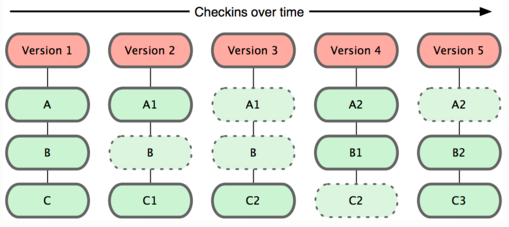 Checkins over time
Version 1 Version 2 Version 3 Version 4 Version 5
A A1 A1 A2 A2
B B B B1 B2
C C1 C2 C2 C3